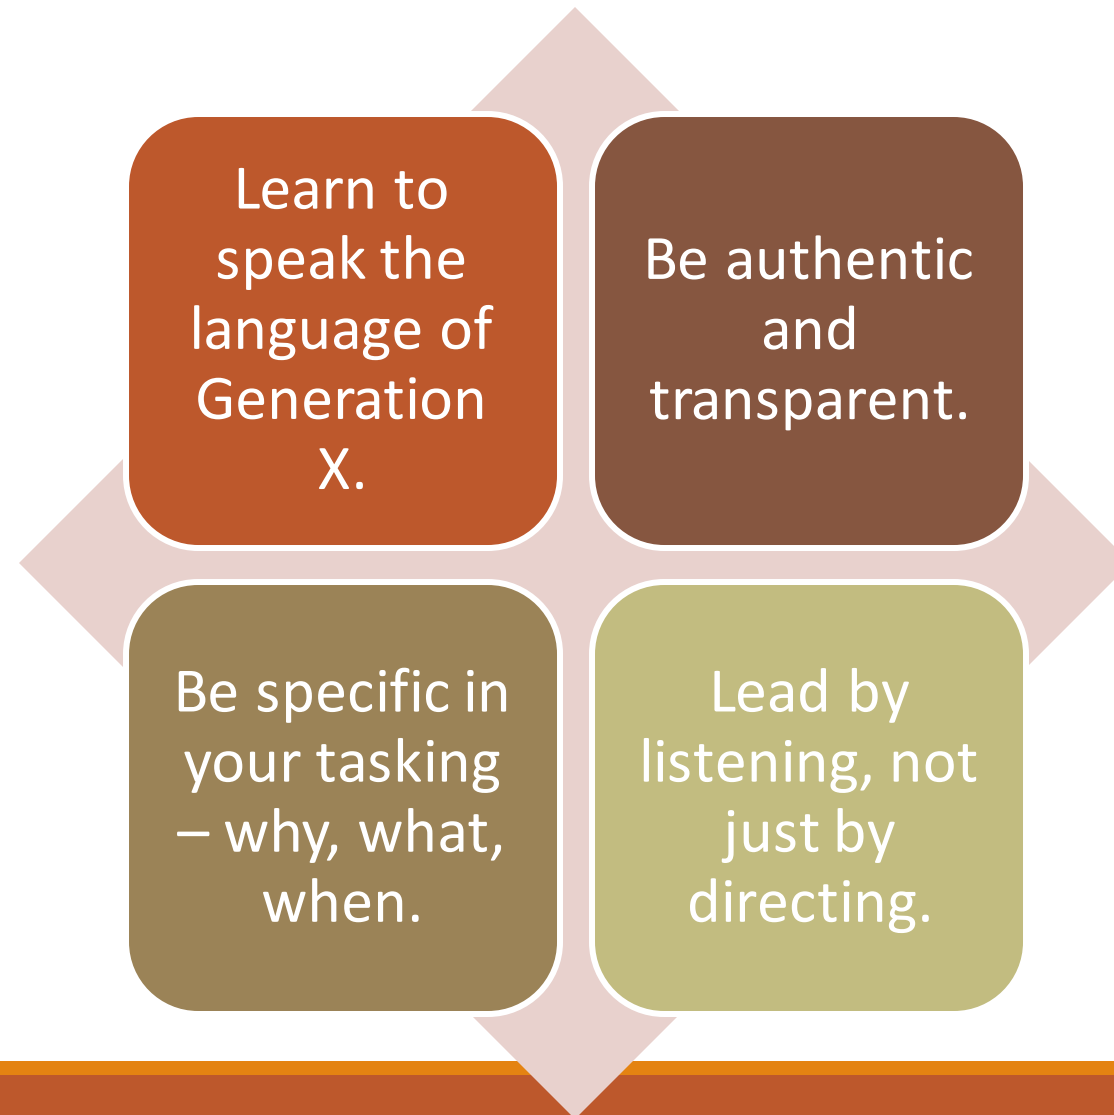 Learn to
speak the
language of
Generation
X.
Be authentic
and
transparent.
Be specific in
your tasking
– why, what,
when.
Lead by
listening, not
just by
directing.